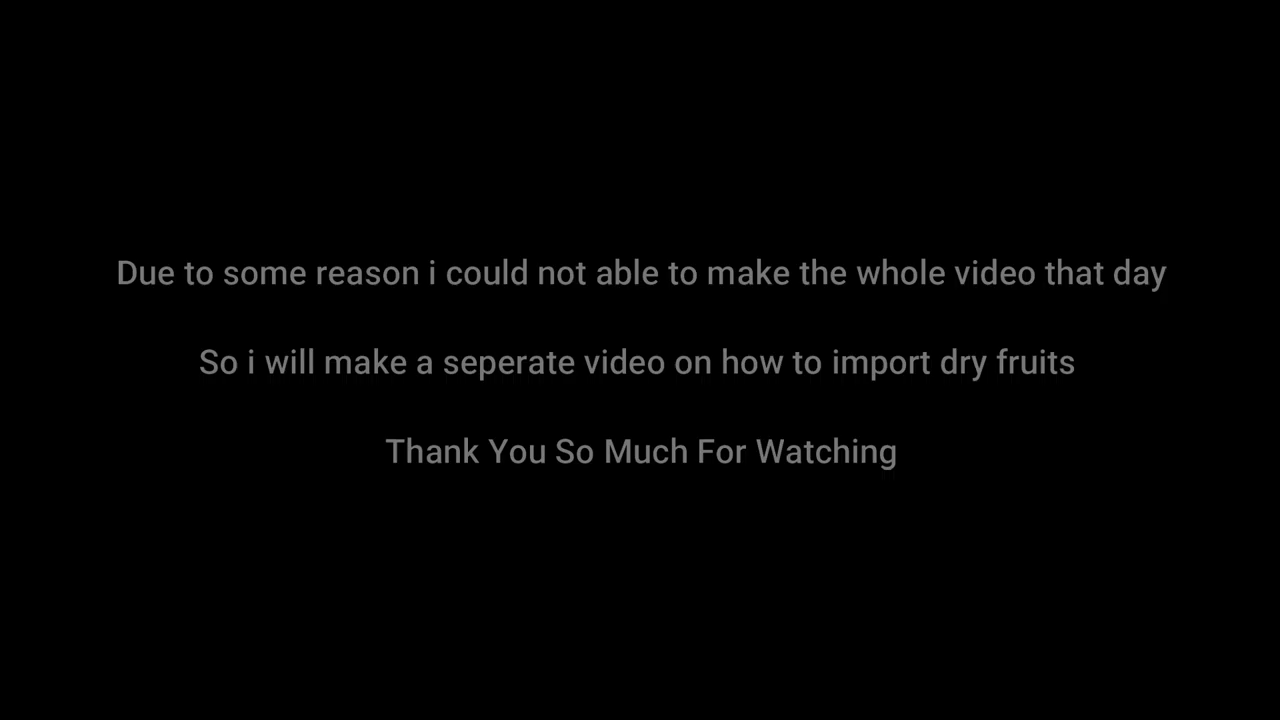 Due to some reason i could not able to make the whole video that day
So i will make a seperate video on how to import dry fruits
Thank You So Much For Watching